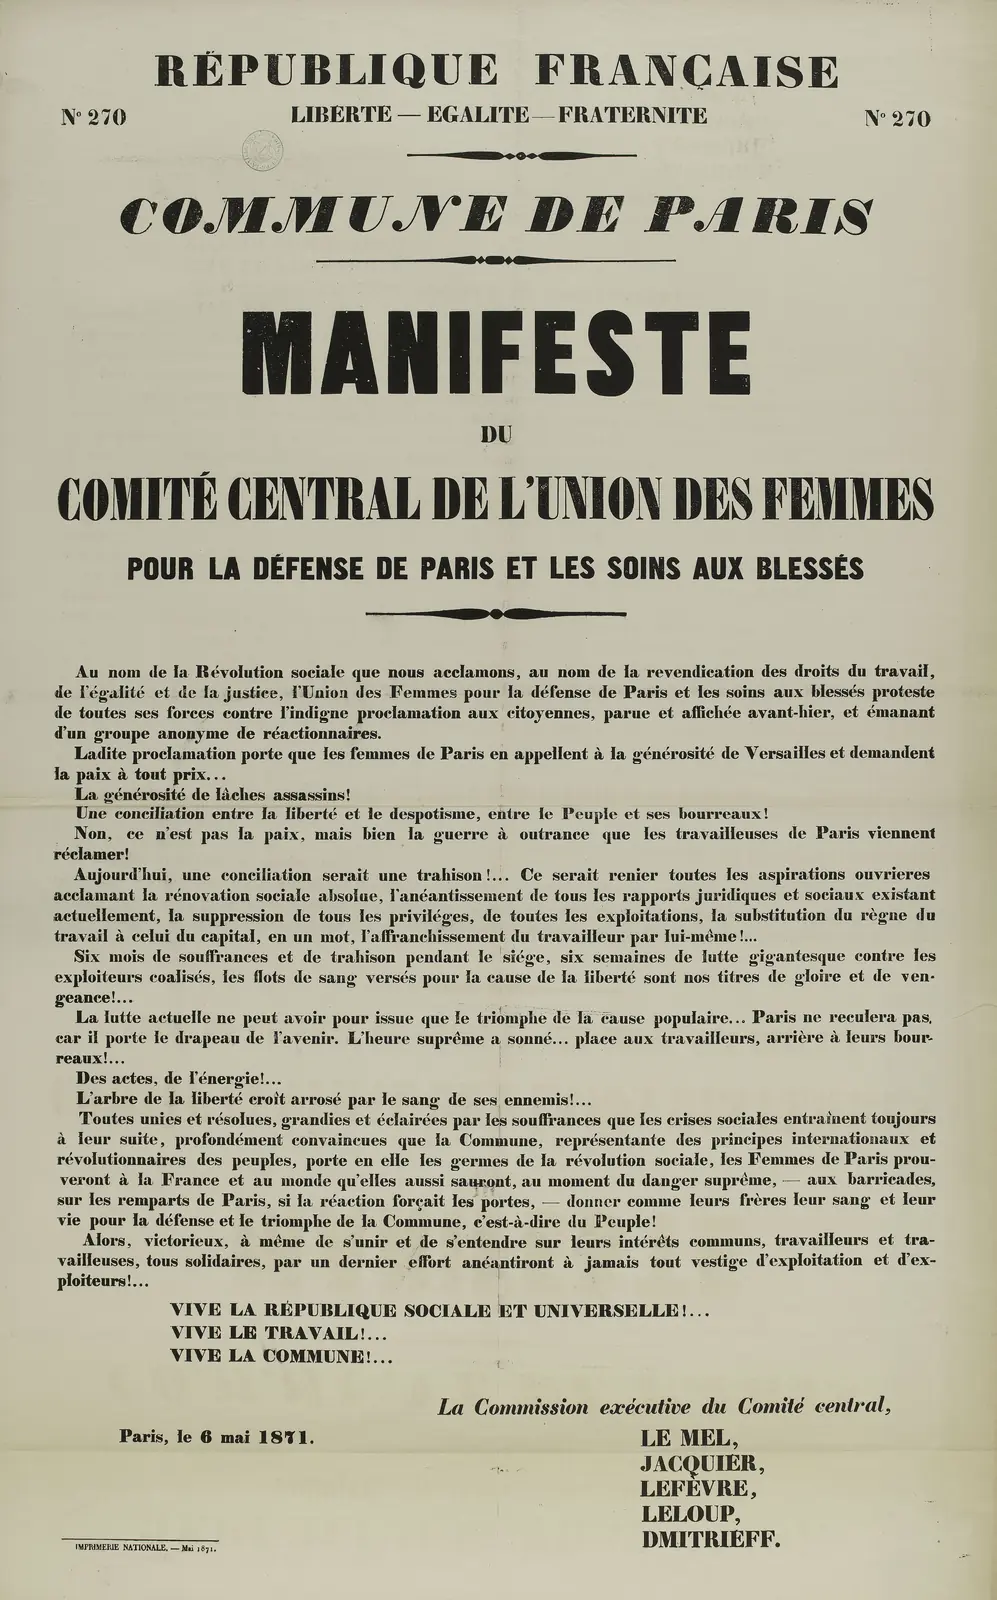 RÉPUBLIQUE FRANÇAISE
N° 270 LIBERTÉ — EGALITE — FRATERNITE N° 270
COMMUNE DE PARIS
MANIFESTE
DU
COMITÉ CENTRAL DE L'UNION DES FEMMES
POUR LA DÉFENSE DE PARIS ET LES SOINS AUX BLESSÉS
Au nom de la Révolution sociale que nous acclamons, au nom de la revendication des droits du travail,
de l'égalité et de la justice, l'Union des Femmes pour la défense de Paris et les soins aux blessés proteste
de toutes ses forces contre l'indigne proclamation aux citoyennes, parue et affichée avant-hier, et émanant
d'un groupe anonyme de réactionnaires.
Ladite proclamation porte que les femmes de Paris en appellent à la générosité de Versailles et demandent
la paix à tout prix...
La générosité de lâches assassins!
Une conciliation entre la liberté et le despotisme, entre le Peuple et ses bourreaux!
Non, ce n'est pas la paix, mais bien la guerre à outrance que les travailleuses de Paris viennent
réclamer!
Aujourd'hui, une conciliation serait une trahison!... Ce serait renier toutes les aspirations ouvrieres
acclamant la rénovation sociale absolue, l'anéantissement de tous les rapports juridiques et sociaux existant
actuellement, la suppression de tous les priviléges, de toutes les exploitations, la substitution du règne du
travail à celui du capital, en un mot, l'affranchissement du travailleur par lui-même!...
Six mois de souffrances et de trahison pendant le siége, six semaines de lutte gigantesque contre les
exploiteurs coalisés, les flots de sang versés pour la cause de la liberté sont nos titres de gloire et de ven-
geance!...
La lutte actuelle ne peut avoir pour issue que le triomphe de la cause populaire... Paris ne reculera pas,
car il porte le drapeau de l'avenir. L'heure suprême a sonné... place aux travailleurs, arrière à leurs bour-
reaux!...
Des actes, de l'énergie!...
L'arbre de la liberté croît arrosé par le sang de ses ennemis!...
Toutes unies et résolues, grandies et éclairées par les souffrances que les crises sociales entraînent toujours
à leur suite, profondément convaincues que la Commune, représentante des principes internationaux et
révolutionnaires des peuples, porte en elle les germes de la révolution sociale, les Femmes de Paris prou-
veront à la France et au monde qu'elles aussi sauront, au moment du danger suprême, — aux barricades,
sur les remparts de Paris, si la réaction forçait les portes, — donner comme leurs frères leur sang et leur
vie pour la défense et le triomphe de la Commune, c'est-à-dire du Peuple!
Alors, victorieux, à même de s'unir et de s'entendre sur leurs intérêts communs, travailleurs et tra-
vailleuses, tous solidaires, par un dernier effort anéantiront à jamais tout vestige d'exploitation et d'ex-
ploiteurs!...
VIVE LA RÉPUBLIQUE SOCIALE ET UNIVERSELLE!...
VIVE LE TRAVAIL!...
VIVE LA COMMUNE!...
La Commission exécutive du Comité central,
Paris, le 6 mai 1871.
LE MEL,
JACQUIER,
LEFÈVRE,
LELOUP,
DMITRIEFF.
IMPRIMERIE NATIONALE. — Mai 1871.